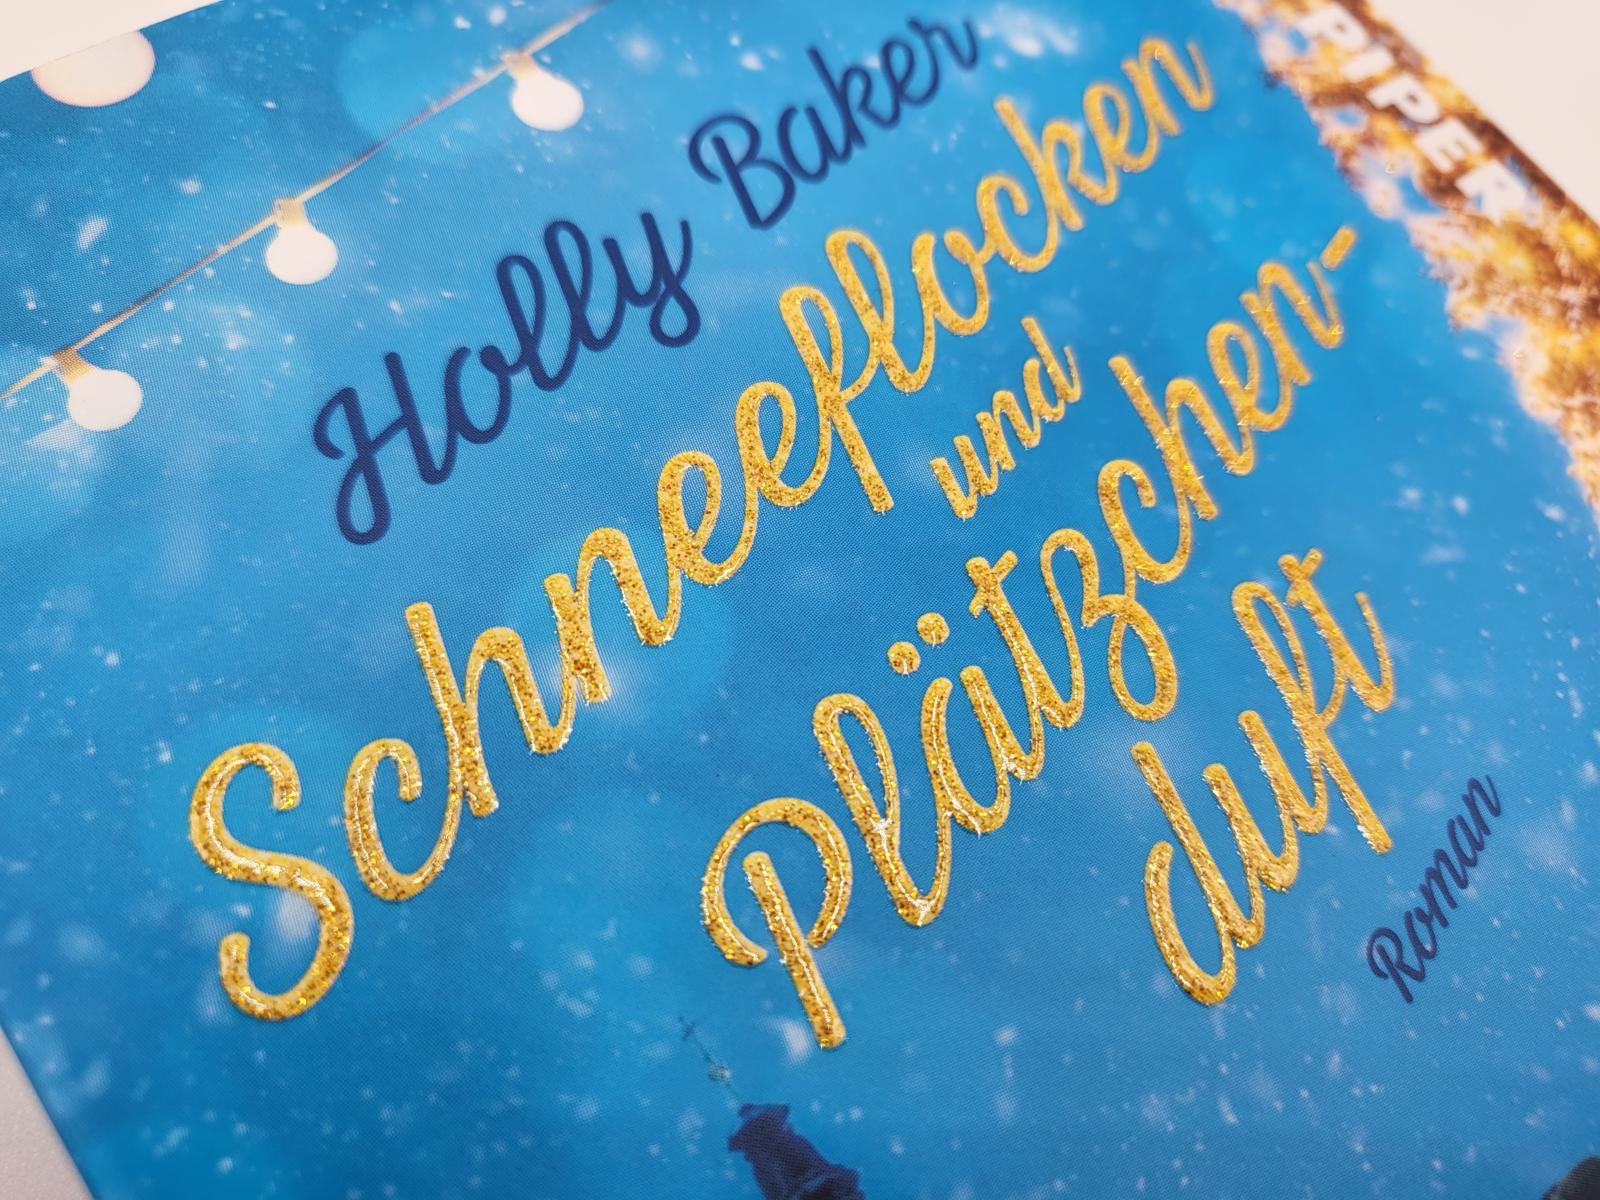 Holly Baker
Schneeflocken
und
Plätzchen-
duft
Roman
PIPER